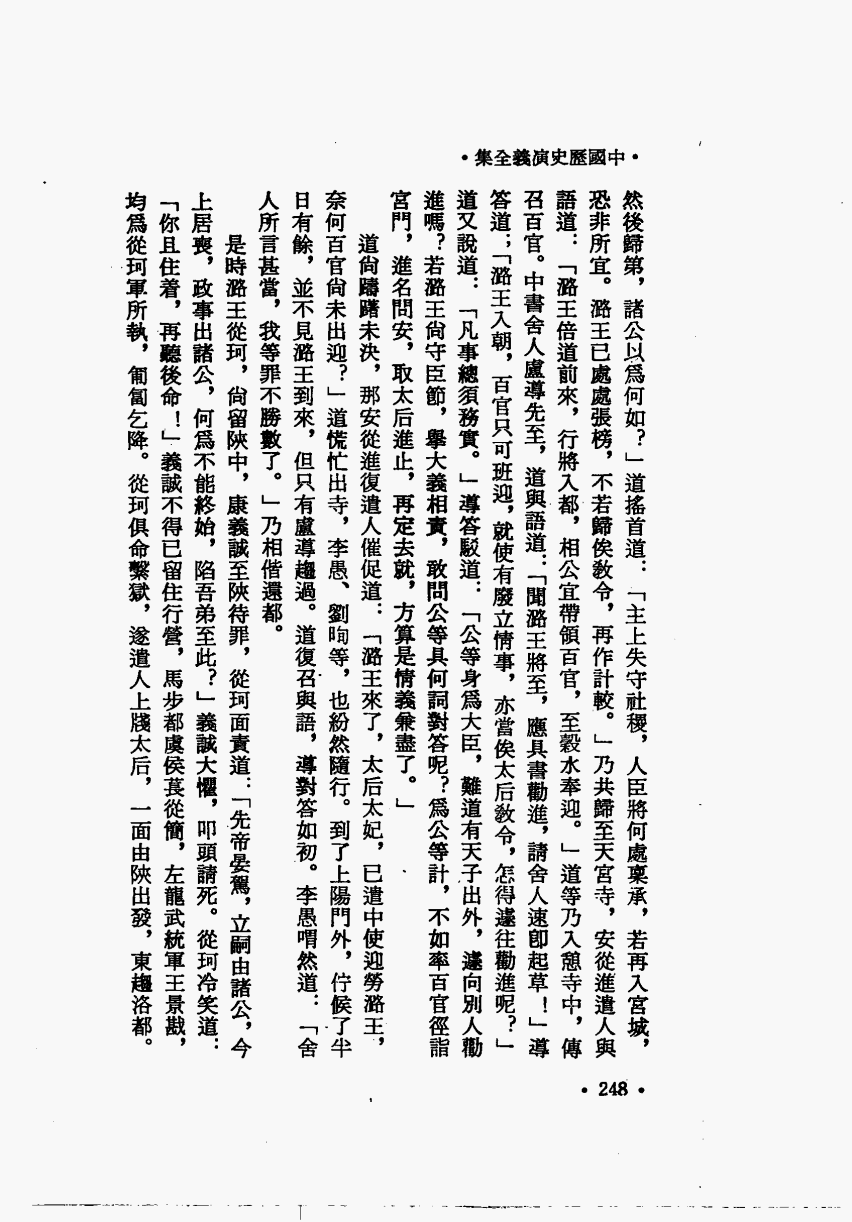 •中國歷史演義全集•
然後歸第，諸公以爲何如？」道搖首道：「主上失守社稷，人臣將何處稟承，若再入宮城，
恐非所宜。潞王已處處張榜，不若歸俟教令，再作計較。」乃共歸至天宮寺，安從進遣人與
語道：「潞王倍道前來，行將入都，相公宜帶領百官，至穀水奉迎。」道等乃入憩寺中，傳
召百官。中書舍人盧導先至，道與語道：「聞潞王將至，應具書勸進，請舍人速卽起草！」導
答道：「潞王入朝，百官只可班迎，就使有廢立情事，亦當俟太后教令，怎得遽往勸進呢？」
道又說道：「凡事總須務實。」導答駁道：「公等身爲大臣，難道有天子出外，遽向別人勸
進嗎？若潞王尙守臣節，舉大義相責，敢問公等具何詞對答呢？爲公等計，不如率百官徑詣
宮門，進名問安，取太后進止，再定去就，方算是情義兼盡了。」
道尙躊躇未決，那安從進復遣人催促道：「潞王來了，太后太妃，已遣中使迎勞潞王，
奈何百官尙未出迎？」道慌忙出寺，李愚、劉昫等，也紛然隨行。到了上陽門外，佇候了半
日有餘，並不見潞王到來，但只有盧導趨過。道復召與語，導對答如初。李愚喟然道：「舍
人所言甚當，我等罪不勝數了。」乃相偕還都。
是時潞王從珂，尙留陝中，康義誠至陝待罪，從珂面責道：「先帝晏駕，立嗣由諸公，今
上居喪，政事出諸公，何爲不能終始，陷吾弟至此？」義誠大懼，叩頭請死。從珂冷笑道：
「你且住着，再聽後命！」義誠不得已留住行營，馬步都虞侯萇從簡，左龍武統軍王景戡，
均爲從珂軍所執，匍匐乞降。從珂俱命繫獄，遂遣人上牋太后，一面由陝出發，東趨洛都。
•248•